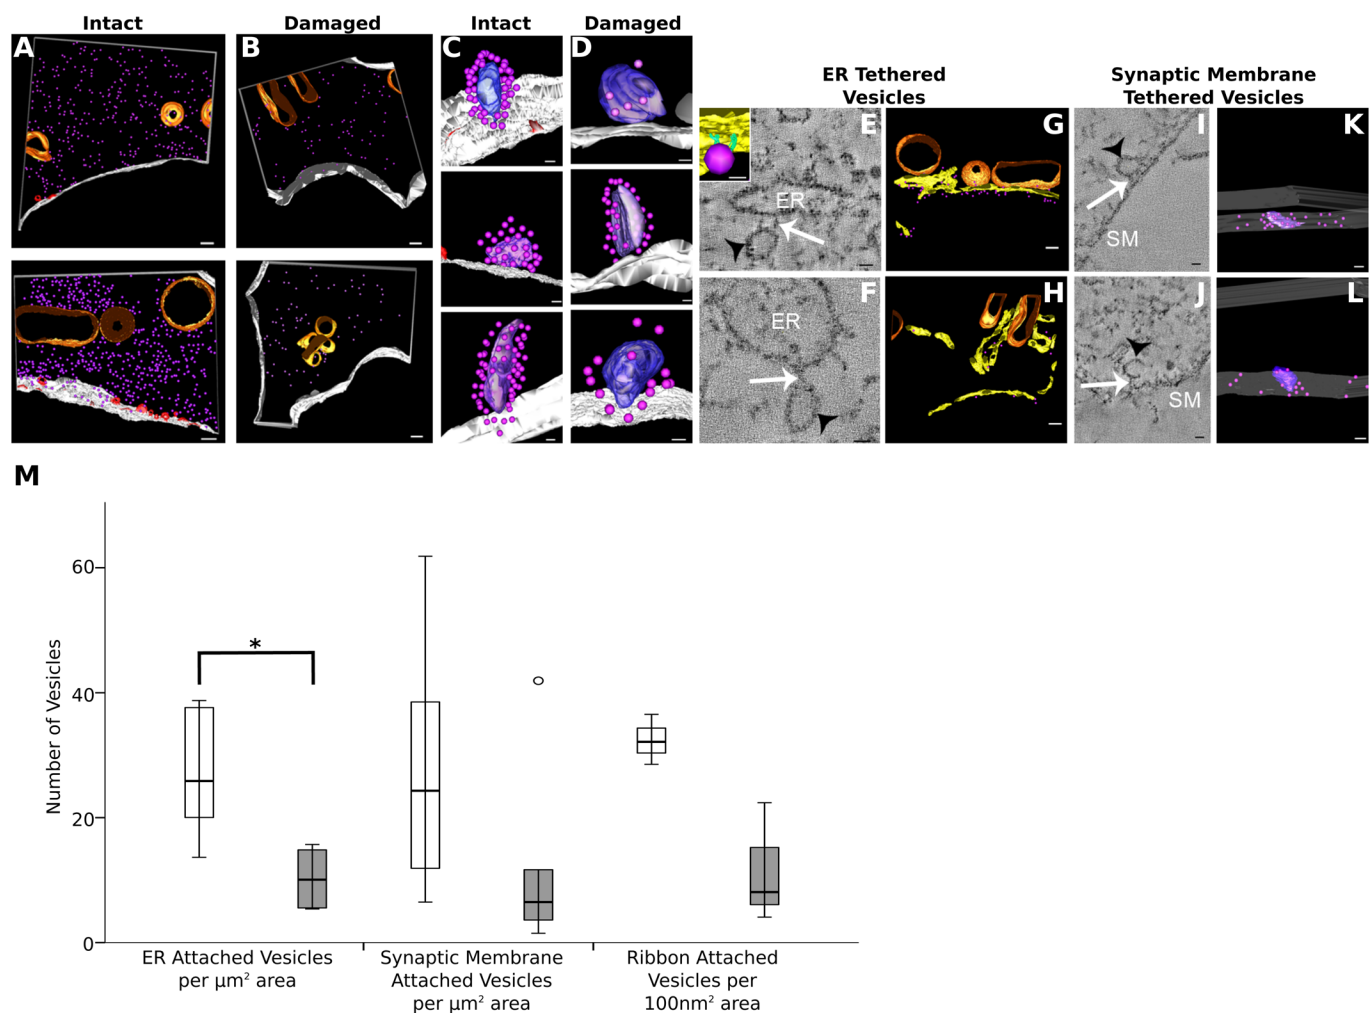 Intact
Damaged
Intact
Damaged
ER Tethered
Vesicles
Synaptic Membrane
Tethered Vesicles
A
B
C
D
E
ER
F
ER
G
H
I
SM
J
SM
K
L
M
*
Number of Vesicles
60
40
20
0
ER Attached Vesicles
per µm² area
Synaptic Membrane
Attached Vesicles
per µm² area
Ribbon Attached
Vesicles per
100nm² area